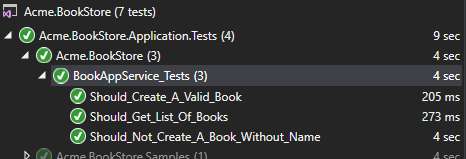 Acme.BookStore (7 tests)
Acme.BookStore.Application.Tests (4) 9 sec
Acme.BookStore (3) 4 sec
BookAppService_Tests (3) 4 sec
Should_Create_A_Valid_Book 205 ms
Should_Get_List_Of_Books 273 ms
Should_Not_Create_A_Book_Without_Name 4 sec
Acme.BookStore.Samples (1) 4 sec